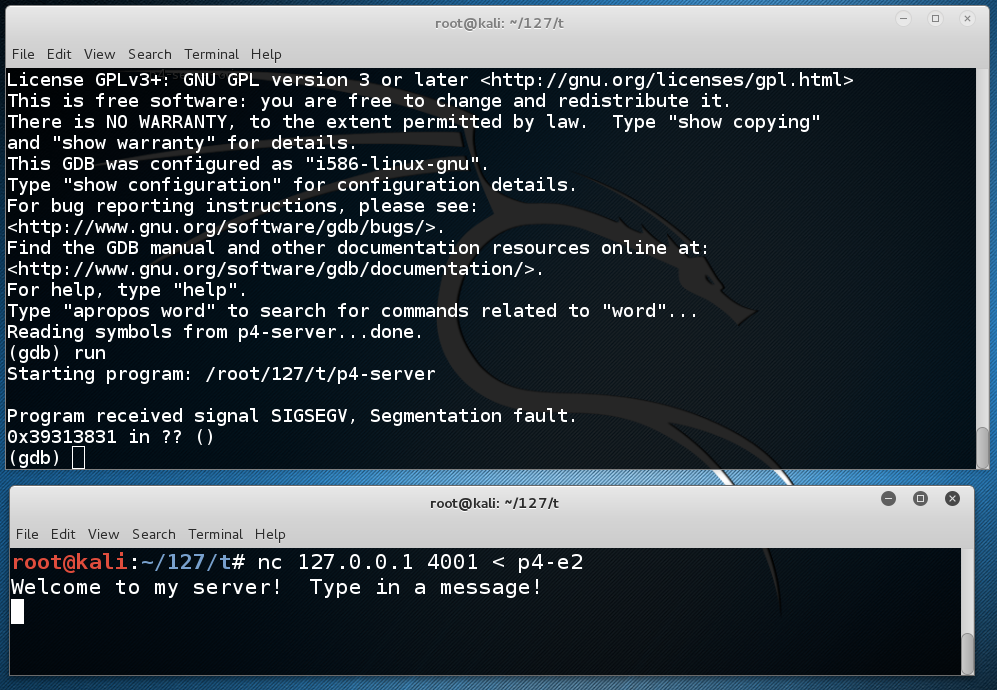 root@kali: ~/127/t
File Edit View Search Terminal Help
License GPLv3+: GNU GPL version 3 or later <http://gnu.org/licenses/gpl.html>
This is free software: you are free to change and redistribute it.
There is NO WARRANTY, to the extent permitted by law.  Type "show copying"
and "show warranty" for details.
This GDB was configured as "i586-linux-gnu".
Type "show configuration" for configuration details.
For bug reporting instructions, please see:
<http://www.gnu.org/software/gdb/bugs/>.
Find the GDB manual and other documentation resources online at:
<http://www.gnu.org/software/gdb/documentation/>.
For help, type "help".
Type "apropos word" to search for commands related to "word"...
Reading symbols from p4-server...done.
(gdb) run
Starting program: /root/127/t/p4-server
Program received signal SIGSEGV, Segmentation fault.
0x39313831 in ?? ()
(gdb)
root@kali: ~/127/t
File Edit View Search Terminal Help
root@kali:~/127/t# nc 127.0.0.1 4001 < p4-e2
Welcome to my server!  Type in a message!